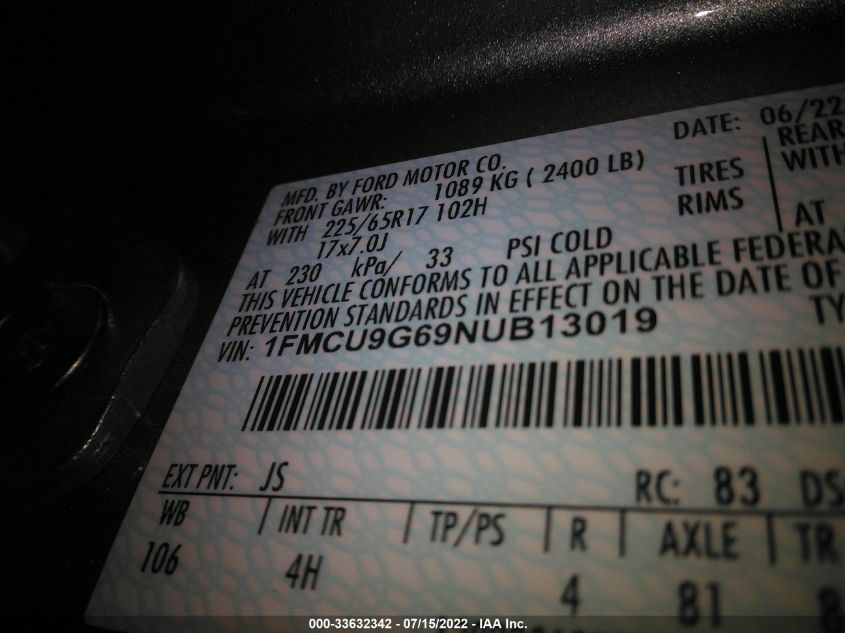 DATE: 06/22
MFD. BY FORD MOTOR CO.
FRONT GAWR: 1089 KG ( 2400 LB) TIRES REAR
WITH 225/65R17 102H RIMS WITH
17x7.0J
AT 230 kPa/ 33 PSI COLD AT
THIS VEHICLE CONFORMS TO ALL APPLICABLE FEDERA
PREVENTION STANDARDS IN EFFECT ON THE DATE OF
VIN: 1FMCU9G69NUB13019 TY
EXT PNT: JS RC: 83 DS
WB INT TR TP/PS R AXLE TR
106 4H 4 81
000-33632342 - 07/15/2022 - IAA Inc.